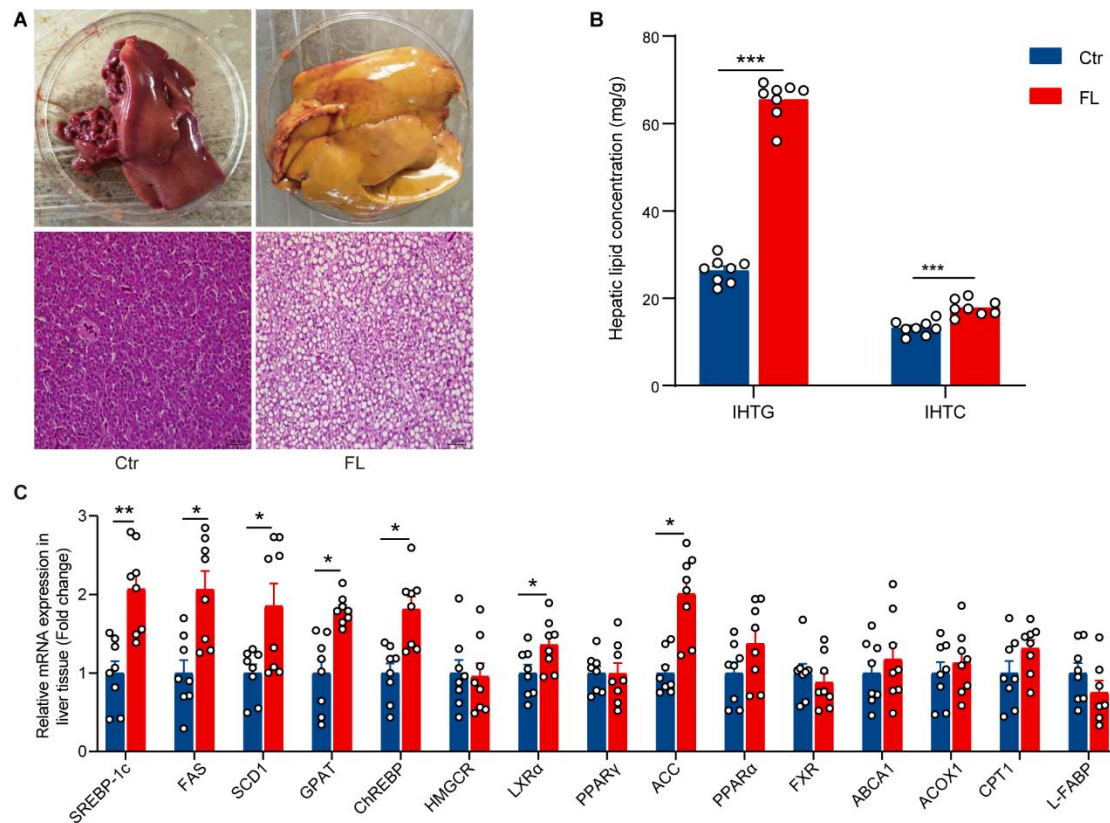 A
Ctr
FL
B
Hepatic lipid concentration (mg/g)
80
60
40
20
0
***
***
IHTG
IHTC
Ctr
FL
C
Relative mRNA expression in
liver tissue (Fold change)
3
2
1
0
**
*
*
*
*
*
*
SREBP-1c
FAS
SCD1
GPAT
ChREBP
HMGCR
LXRα
PPARγ
ACC
PPARα
FXR
ABCA1
ACOX1
CPT1
L-FABP